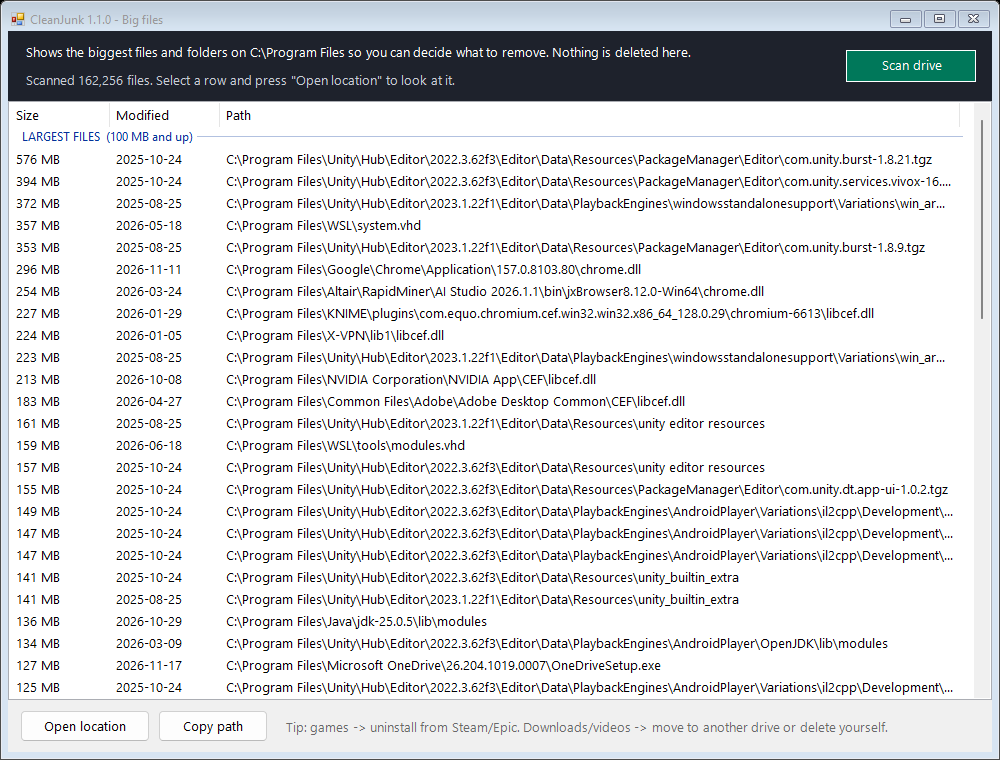 CleanJunk 1.1.0 - Big files
Shows the biggest files and folders on C:\Program Files so you can decide what to remove. Nothing is deleted here.
Scanned 162,256 files. Select a row and press "Open location" to look at it.
Scan drive
Size Modified Path
LARGEST FILES (100 MB and up)
576 MB 2025-10-24 C:\Program Files\Unity\Hub\Editor\2022.3.62f3\Editor\Data\Resources\PackageManager\Editor\com.unity.burst-1.8.21.tgz
394 MB 2025-10-24 C:\Program Files\Unity\Hub\Editor\2022.3.62f3\Editor\Data\Resources\PackageManager\Editor\com.unity.services.vivox-16....
372 MB 2025-08-25 C:\Program Files\Unity\Hub\Editor\2023.1.22f1\Editor\Data\PlaybackEngines\windowsstandalonesupport\Variations\win_ar...
357 MB 2026-05-18 C:\Program Files\WSL\system.vhd
353 MB 2025-08-25 C:\Program Files\Unity\Hub\Editor\2023.1.22f1\Editor\Data\Resources\PackageManager\Editor\com.unity.burst-1.8.9.tgz
296 MB 2026-11-11 C:\Program Files\Google\Chrome\Application\157.0.8103.80\chrome.dll
254 MB 2026-03-24 C:\Program Files\Altair\RapidMiner\AI Studio 2026.1.1\bin\jxBrowser8.12.0-Win64\chrome.dll
227 MB 2026-01-29 C:\Program Files\KNIME\plugins\com.equo.chromium.cef.win32.win32.x86_64_128.0.29\chromium-6613\libcef.dll
224 MB 2026-01-05 C:\Program Files\X-VPN\lib1\libcef.dll
223 MB 2025-08-25 C:\Program Files\Unity\Hub\Editor\2023.1.22f1\Editor\Data\PlaybackEngines\windowsstandalonesupport\Variations\win_ar...
213 MB 2026-10-08 C:\Program Files\NVIDIA Corporation\NVIDIA App\CEF\libcef.dll
183 MB 2026-04-27 C:\Program Files\Common Files\Adobe\Adobe Desktop Common\CEF\libcef.dll
161 MB 2025-08-25 C:\Program Files\Unity\Hub\Editor\2023.1.22f1\Editor\Data\Resources\unity editor resources
159 MB 2026-06-18 C:\Program Files\WSL\tools\modules.vhd
157 MB 2025-10-24 C:\Program Files\Unity\Hub\Editor\2022.3.62f3\Editor\Data\Resources\unity editor resources
155 MB 2025-10-24 C:\Program Files\Unity\Hub\Editor\2022.3.62f3\Editor\Data\Resources\PackageManager\Editor\com.unity.dt.app-ui-1.0.2.tgz
149 MB 2025-10-24 C:\Program Files\Unity\Hub\Editor\2022.3.62f3\Editor\Data\PlaybackEngines\AndroidPlayer\Variations\il2cpp\Development\...
147 MB 2025-10-24 C:\Program Files\Unity\Hub\Editor\2022.3.62f3\Editor\Data\PlaybackEngines\AndroidPlayer\Variations\il2cpp\Development\...
147 MB 2025-10-24 C:\Program Files\Unity\Hub\Editor\2022.3.62f3\Editor\Data\PlaybackEngines\AndroidPlayer\Variations\il2cpp\Development\...
141 MB 2025-10-24 C:\Program Files\Unity\Hub\Editor\2022.3.62f3\Editor\Data\Resources\unity_builtin_extra
141 MB 2025-08-25 C:\Program Files\Unity\Hub\Editor\2023.1.22f1\Editor\Data\Resources\unity_builtin_extra
136 MB 2026-10-29 C:\Program Files\Java\jdk-25.0.5\lib\modules
134 MB 2026-03-09 C:\Program Files\Unity\Hub\Editor\2022.3.62f3\Editor\Data\PlaybackEngines\AndroidPlayer\OpenJDK\lib\modules
127 MB 2026-11-17 C:\Program Files\Microsoft OneDrive\26.204.1019.0007\OneDriveSetup.exe
125 MB 2025-10-24 C:\Program Files\Unity\Hub\Editor\2022.3.62f3\Editor\Data\PlaybackEngines\AndroidPlayer\Variations\il2cpp\Development\...
Open location Copy path Tip: games -> uninstall from Steam/Epic. Downloads/videos -> move to another drive or delete yourself.